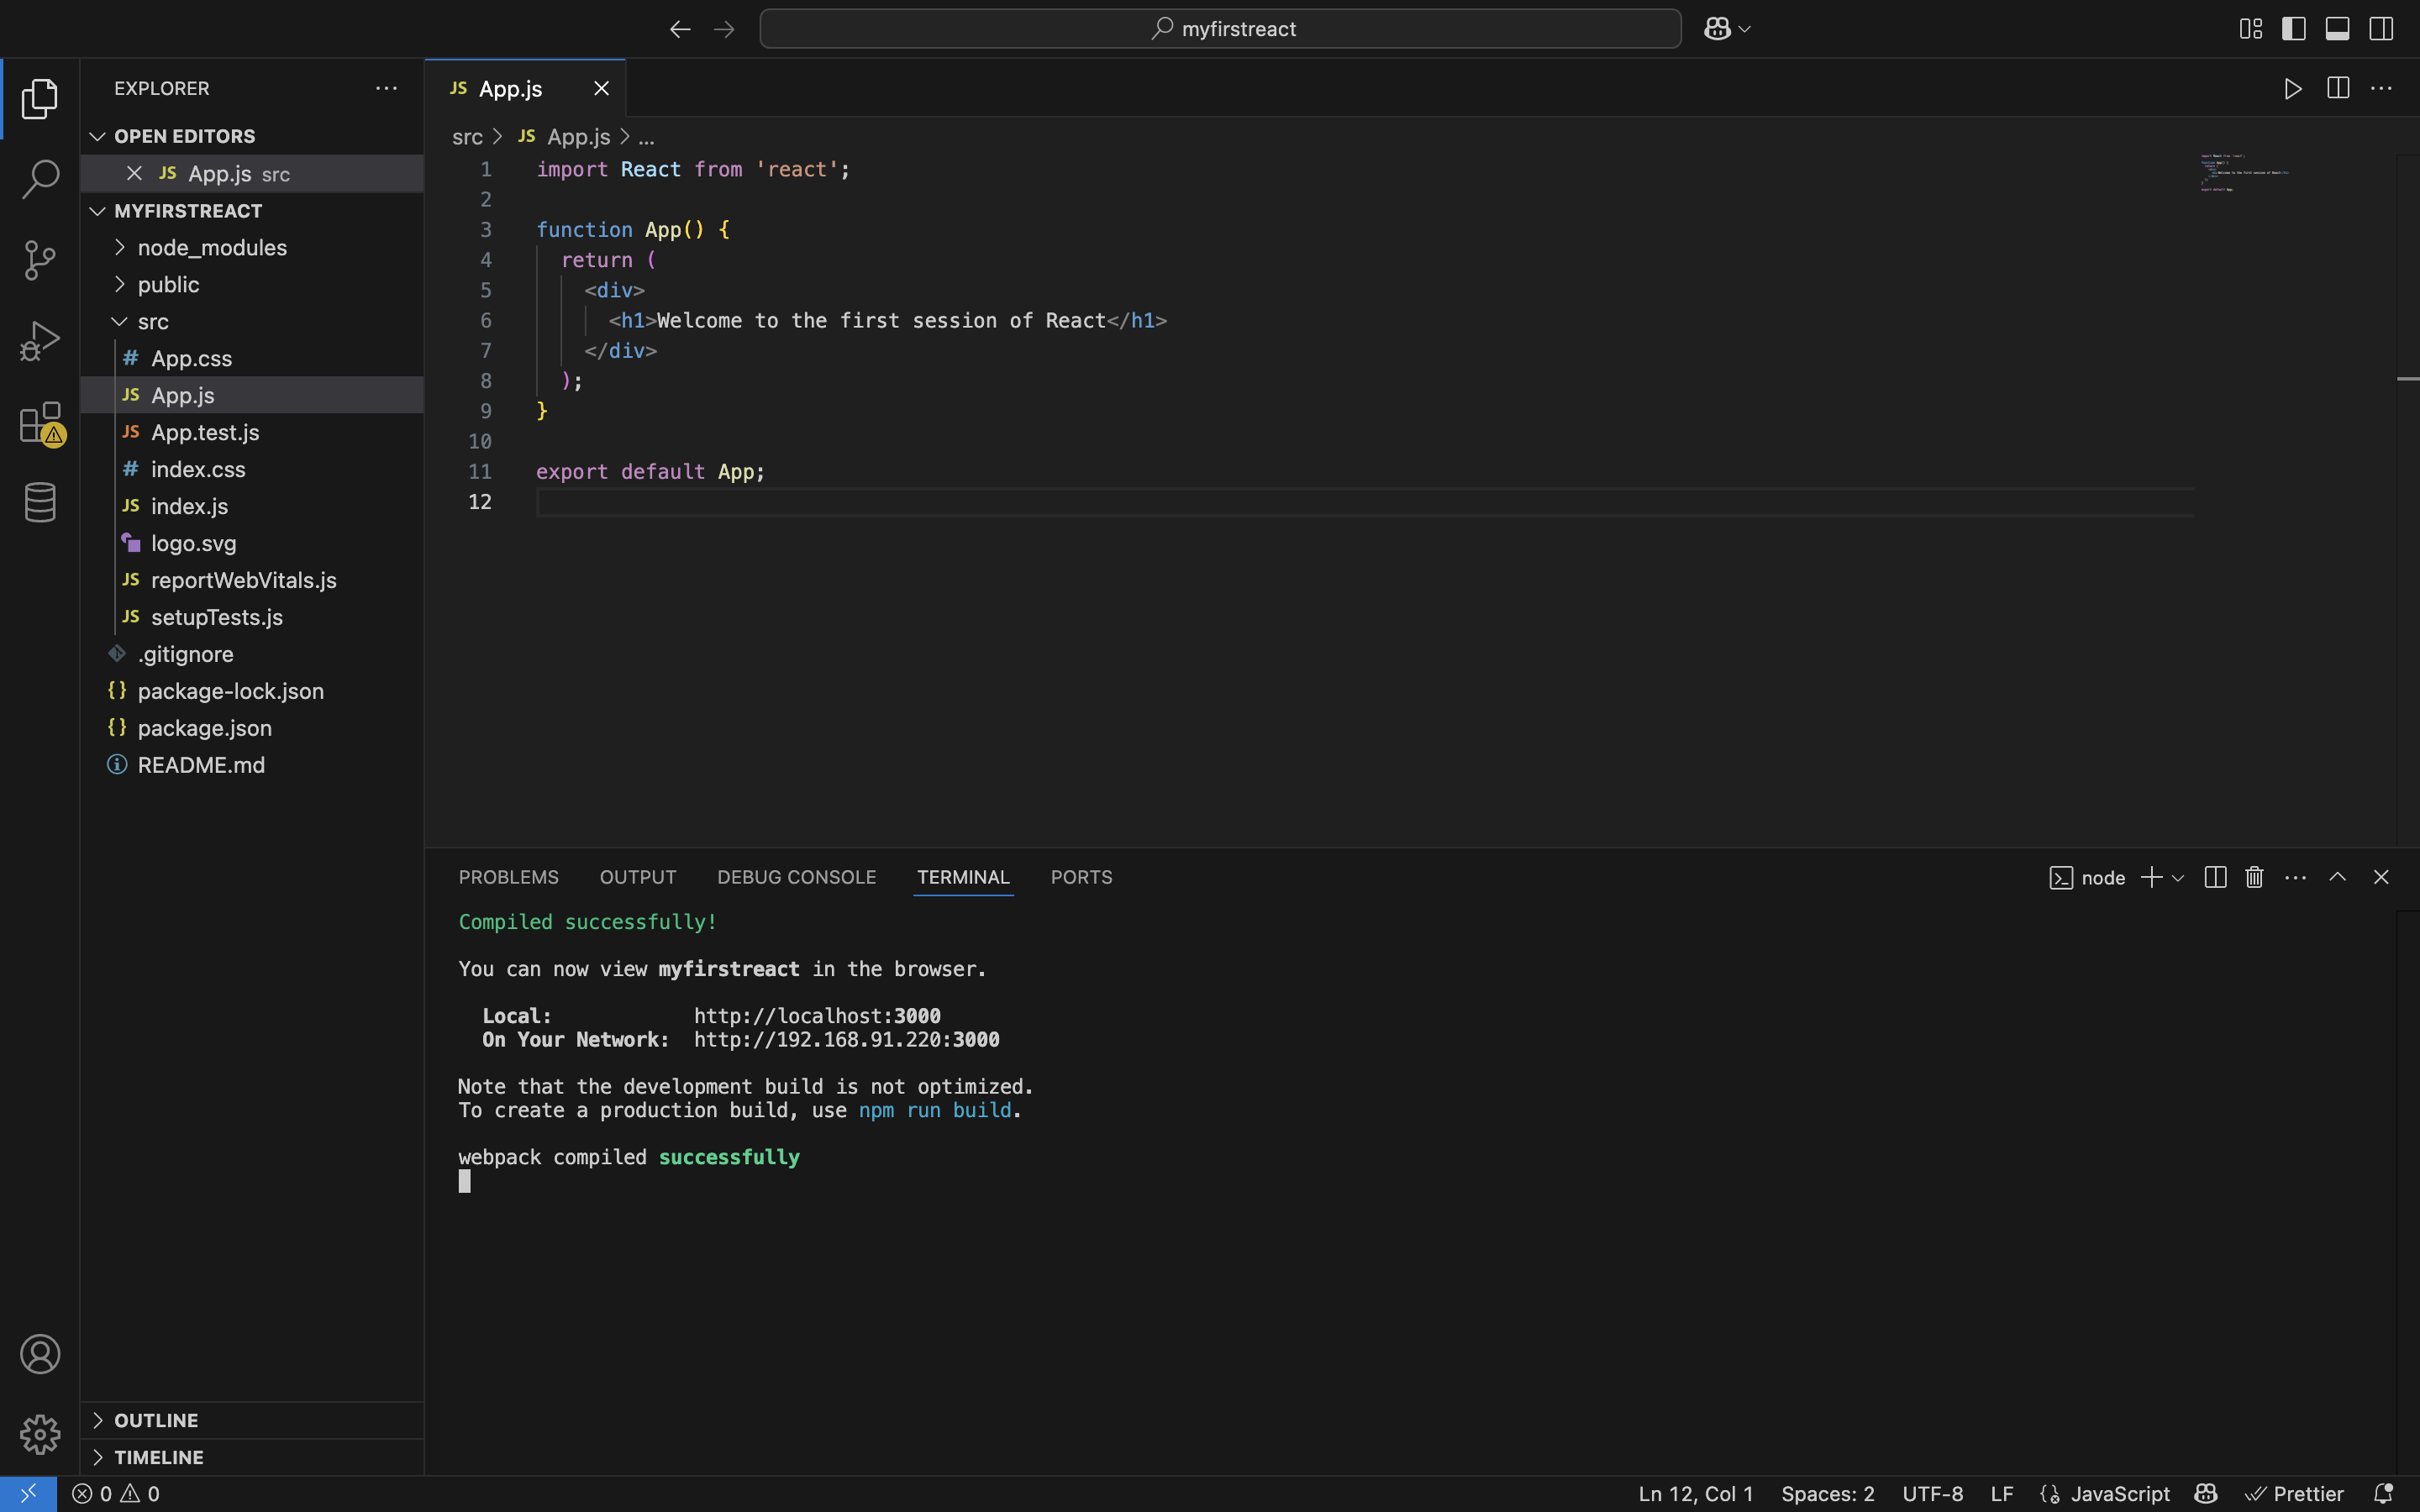 myfirstreact
EXPLORER
OPEN EDITORS
JS App.js src
MYFIRSTREACT
node_modules
public
src
# App.css
JS App.js
JS App.test.js
# index.css
JS index.js
logo.svg
JS reportWebVitals.js
JS setupTests.js
.gitignore
{} package-lock.json
{} package.json
README.md
OUTLINE
TIMELINE
JS App.js
src > JS App.js > ...
1 import React from 'react';
2
3 function App() {
4 return (
5 <div>
6 <h1>Welcome to the first session of React</h1>
7 </div>
8 );
9 }
10
11 export default App;
12
PROBLEMS OUTPUT DEBUG CONSOLE TERMINAL PORTS
node
Compiled successfully!
You can now view myfirstreact in the browser.
Local: http://localhost:3000
On Your Network: http://192.168.91.220:3000
Note that the development build is not optimized.
To create a production build, use npm run build.
webpack compiled successfully
0 0
Ln 12, Col 1 Spaces: 2 UTF-8 LF {} JavaScript Prettier